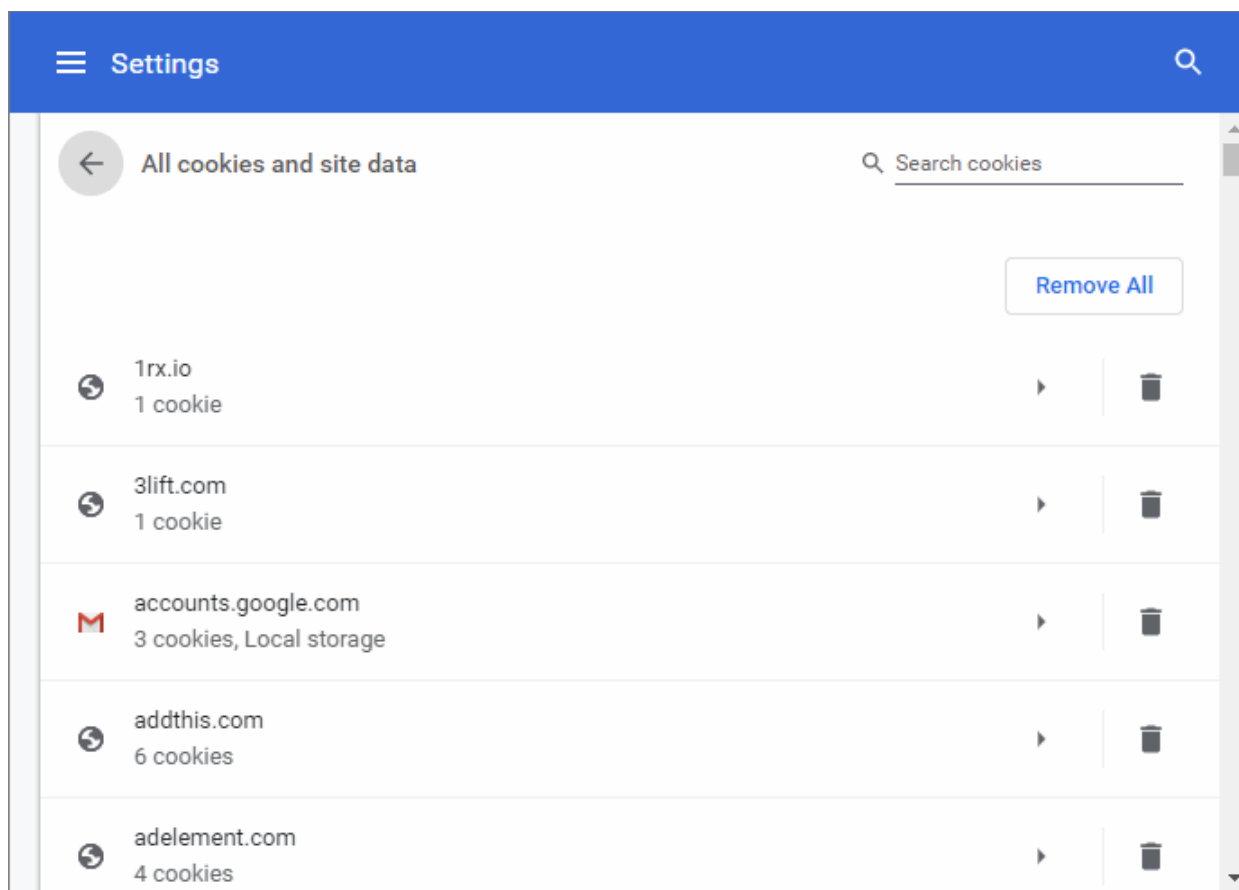 Settings
All cookies and site data
Search cookies
Remove All
1rx.io
1 cookie
3lift.com
1 cookie
accounts.google.com
3 cookies, Local storage
addthis.com
6 cookies
adelement.com
4 cookies